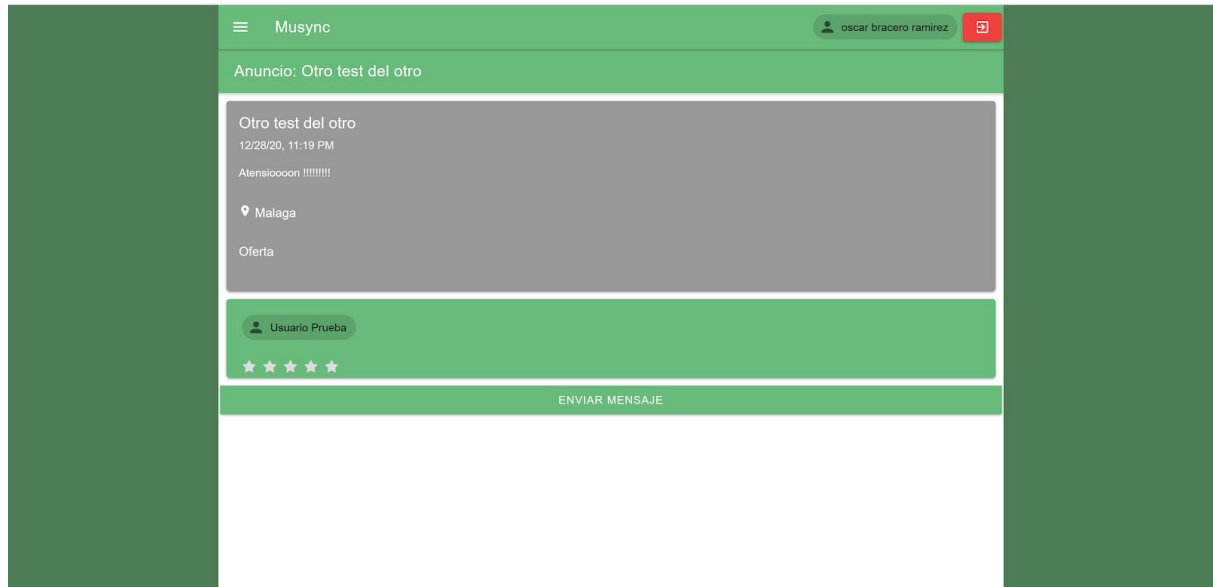 Musync
oscar bracero ramirez
Anuncio: Otro test del otro
Otro test del otro
12/28/20, 11:19 PM
Atensioooon !!!!!!!!!
Malaga
Oferta
Usuario Prueba
ENVIAR MENSAJE